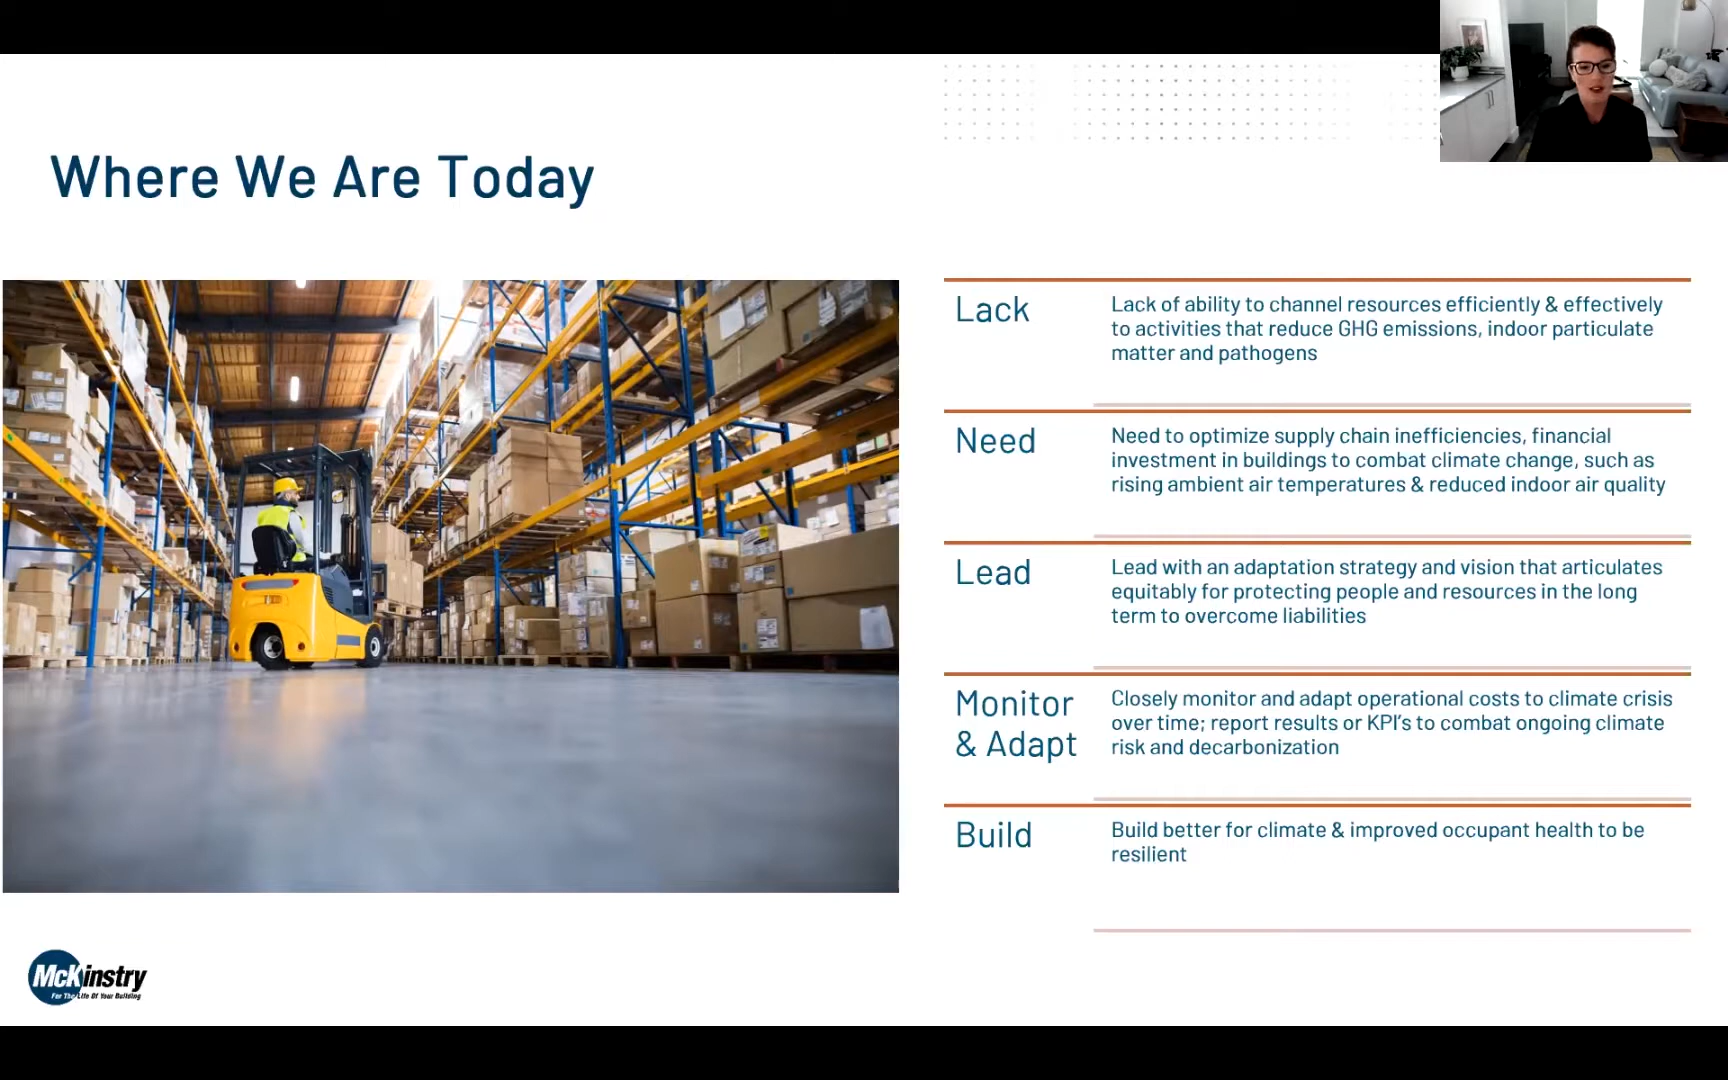 Where We Are Today
Lack
Lack of ability to channel resources efficiently & effectively
to activities that reduce GHG emissions, indoor particulate
matter and pathogens
Need
Need to optimize supply chain inefficiencies, financial
investment in buildings to combat climate change, such as
rising ambient air temperatures & reduced indoor air quality
Lead
Lead with an adaptation strategy and vision that articulates
equitably for protecting people and resources in the long
term to overcome liabilities
Monitor
& Adapt
Closely monitor and adapt operational costs to climate crisis
over time; report results or KPI's to combat ongoing climate
risk and decarbonization
Build
Build better for climate & improved occupant health to be
resilient
McKinstry
For The Life Of Your Building